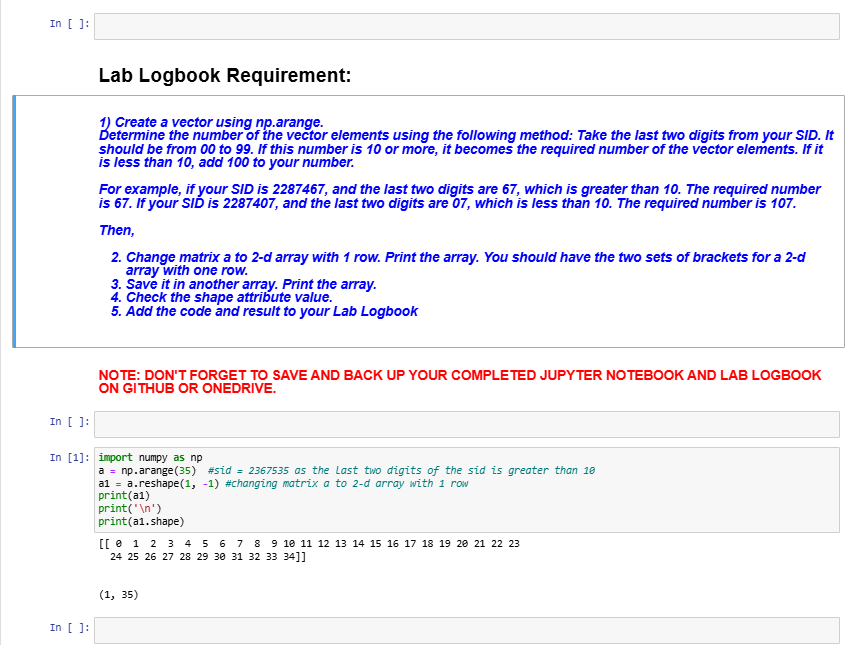 In [ ]:
Lab Logbook Requirement:
1) Create a vector using np.arange.
Determine the number of the vector elements using the following method: Take the last two digits from your SID. It
should be from 00 to 99. If this number is 10 or more, it becomes the required number of the vector elements. If it
is less than 10, add 100 to your number.
For example, if your SID is 2287467, and the last two digits are 67, which is greater than 10. The required number
is 67. If your SID is 2287407, and the last two digits are 07, which is less than 10. The required number is 107.
Then,
2. Change matrix a to 2-d array with 1 row. Print the array. You should have the two sets of brackets for a 2-d
array with one row.
3. Save it in another array. Print the array.
4. Check the shape attribute value.
5. Add the code and result to your Lab Logbook
NOTE: DON'T FORGET TO SAVE AND BACK UP YOUR COMPLETED JUPYTER NOTEBOOK AND LAB LOGBOOK
ON GITHUB OR ONEDRIVE.
In [ ]:
In [1]: import numpy as np
a = np.arange(35)  #sid = 2367535 as the last two digits of the sid is greater than 10
a1 = a.reshape(1, -1) #changing matrix a to 2-d array with 1 row
print(a1)
print('\n')
print(a1.shape)
[[ 0  1  2  3  4  5  6  7  8  9 10 11 12 13 14 15 16 17 18 19 20 21 22 23
  24 25 26 27 28 29 30 31 32 33 34]]
(1, 35)
In [ ]: